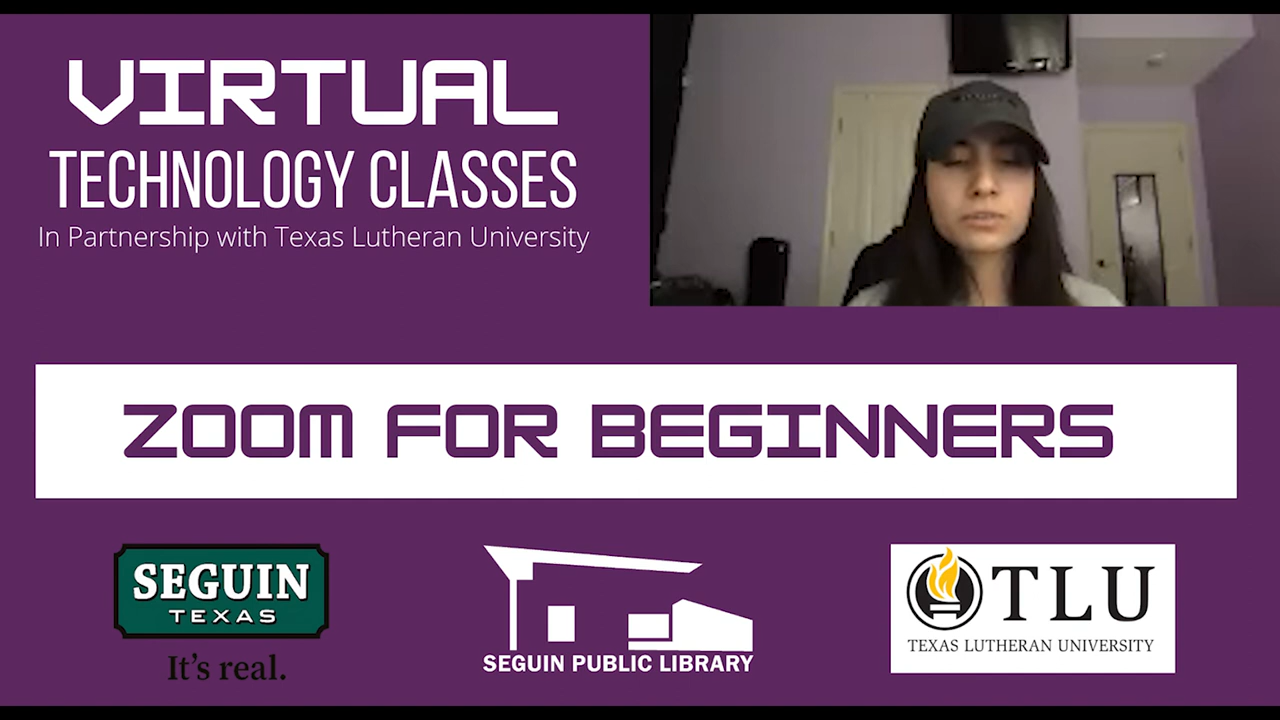 VIRTUAL
TECHNOLOGY CLASSES
In Partnership with Texas Lutheran University
ZOOM FOR BEGINNERS
SEGUIN
TEXAS
It's real.
SEGUIN PUBLIC LIBRARY
TLU
TEXAS LUTHERAN UNIVERSITY